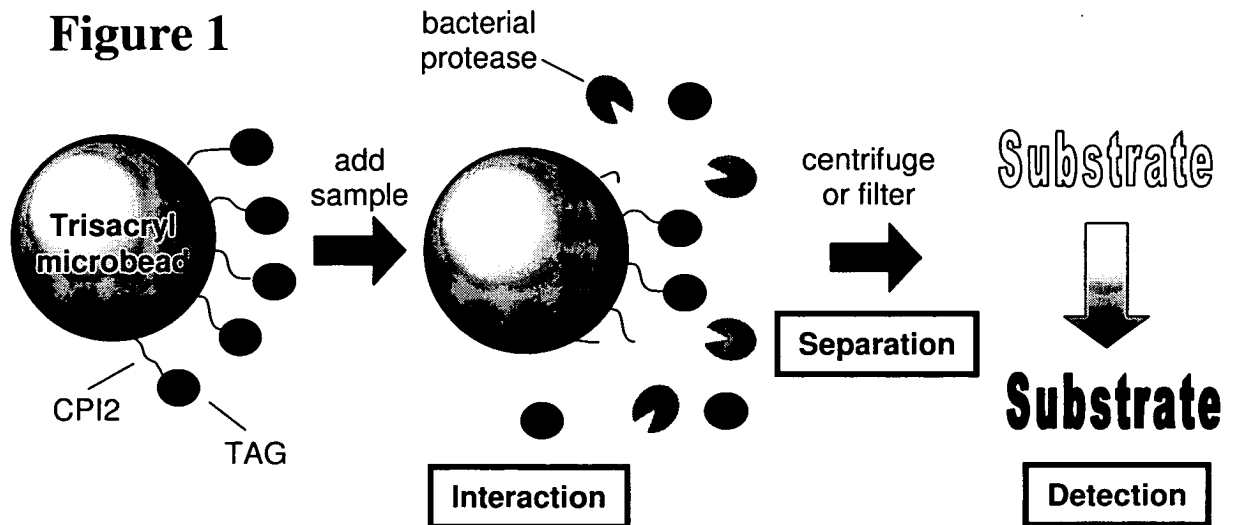 Figure 1
bacterial
protease
add
sample
centrifuge
or filter
Substrate
Trisacryl
microbead
Separation
Substrate
CPI2
TAG
Interaction
Detection